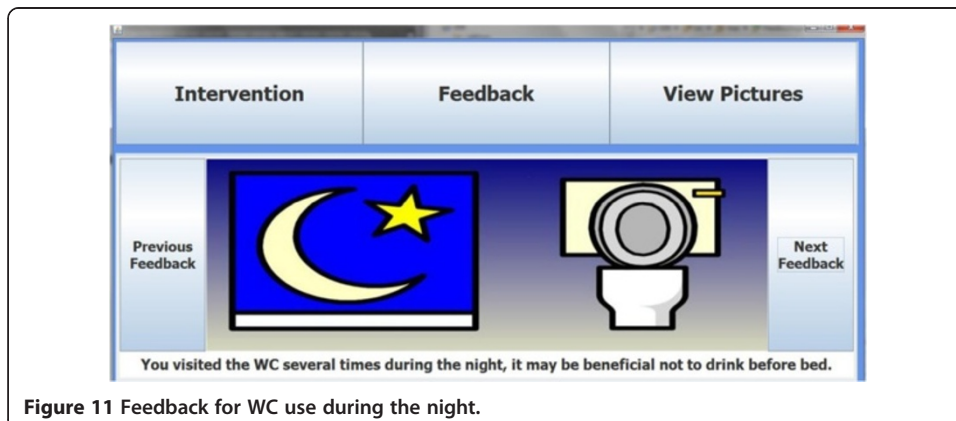 Intervention
Feedback
View Pictures
Previous
Feedback
Next
Feedback
You visited the WC several times during the night, it may be beneficial not to drink before bed.
Figure 11 Feedback for WC use during the night.